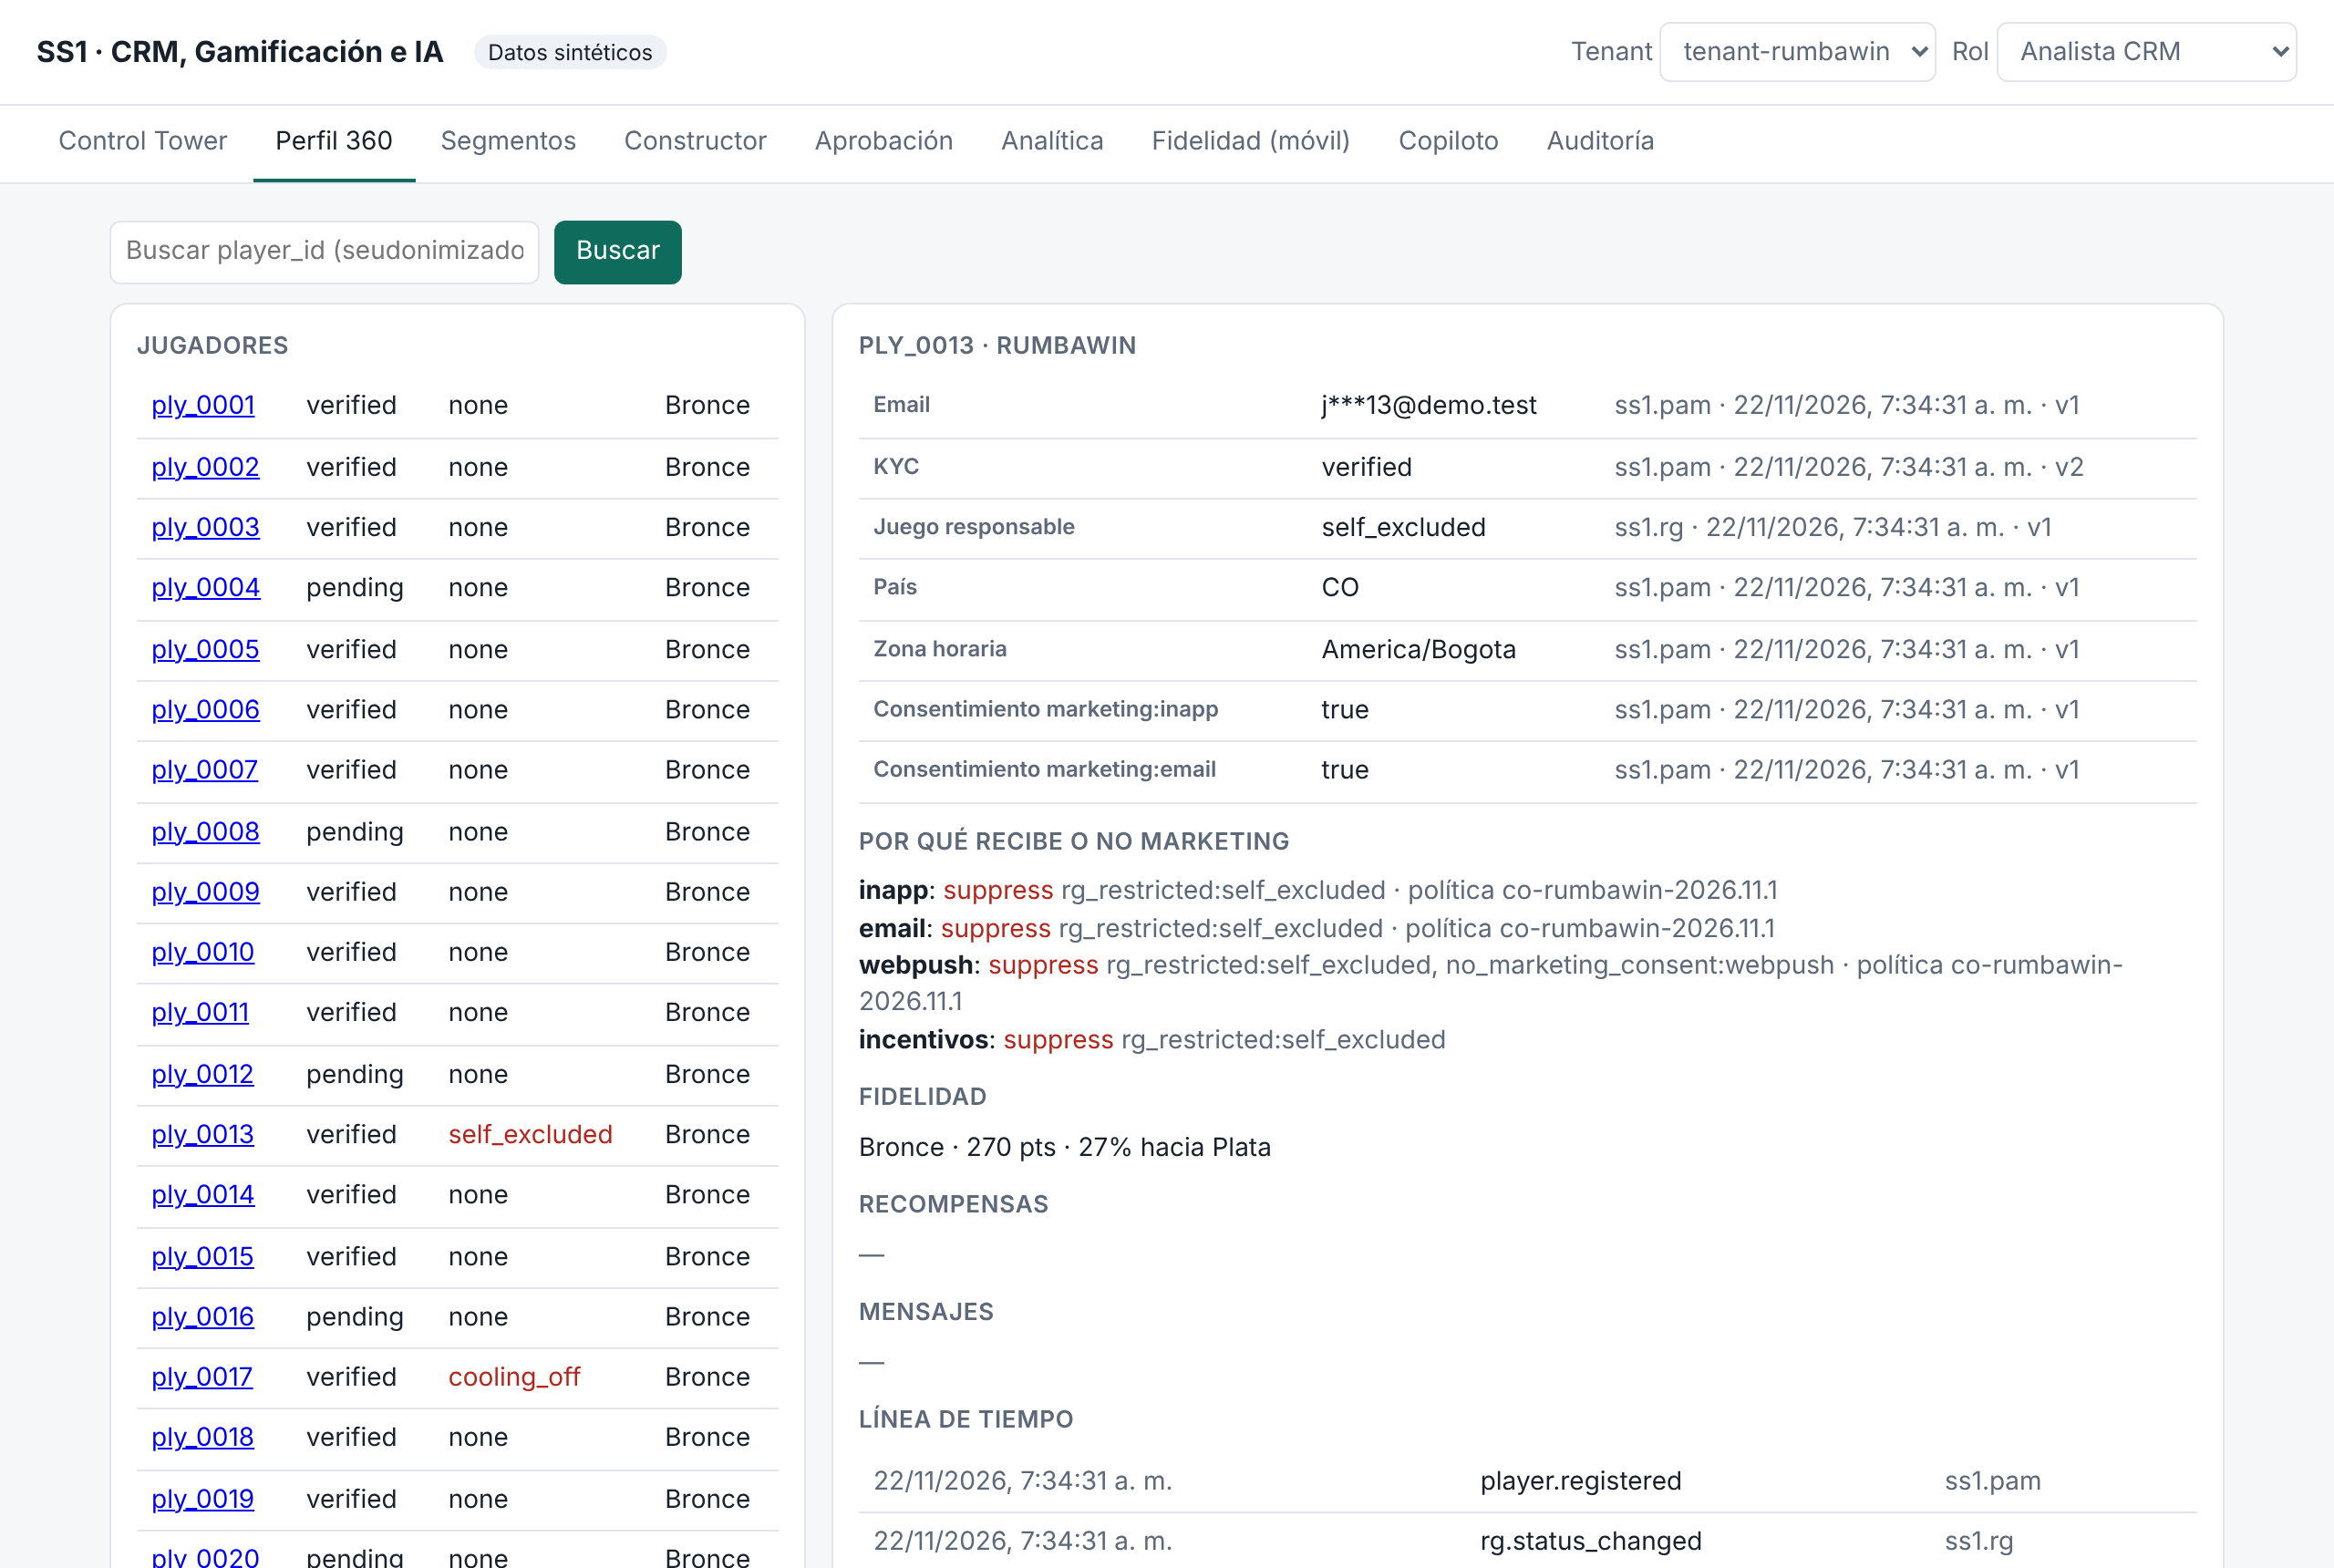 SS1 · CRM, Gamificación e IA
Datos sintéticos
Tenant tenant-rumbawin Rol Analista CRM
Control Tower Perfil 360 Segmentos Constructor Aprobación Analítica Fidelidad (móvil) Copiloto Auditoría
Buscar player_id (seudonimizado
Buscar
JUGADORES
ply_0001 verified none Bronce
ply_0002 verified none Bronce
ply_0003 verified none Bronce
ply_0004 pending none Bronce
ply_0005 verified none Bronce
ply_0006 verified none Bronce
ply_0007 verified none Bronce
ply_0008 pending none Bronce
ply_0009 verified none Bronce
ply_0010 verified none Bronce
ply_0011 verified none Bronce
ply_0012 pending none Bronce
ply_0013 verified self_excluded Bronce
ply_0014 verified none Bronce
ply_0015 verified none Bronce
ply_0016 pending none Bronce
ply_0017 verified cooling_off Bronce
ply_0018 verified none Bronce
ply_0019 verified none Bronce
ply_0020 pending none Bronce
PLY_0013 · RUMBAWIN
Email j***13@demo.test ss1.pam · 22/11/2026, 7:34:31 a. m. · v1
KYC verified ss1.pam · 22/11/2026, 7:34:31 a. m. · v2
Juego responsable self_excluded ss1.rg · 22/11/2026, 7:34:31 a. m. · v1
País CO ss1.pam · 22/11/2026, 7:34:31 a. m. · v1
Zona horaria America/Bogota ss1.pam · 22/11/2026, 7:34:31 a. m. · v1
Consentimiento marketing:inapp true ss1.pam · 22/11/2026, 7:34:31 a. m. · v1
Consentimiento marketing:email true ss1.pam · 22/11/2026, 7:34:31 a. m. · v1
POR QUÉ RECIBE O NO MARKETING
inapp: suppress rg_restricted:self_excluded · política co-rumbawin-2026.11.1
email: suppress rg_restricted:self_excluded · política co-rumbawin-2026.11.1
webpush: suppress rg_restricted:self_excluded, no_marketing_consent:webpush · política co-rumbawin-
2026.11.1
incentivos: suppress rg_restricted:self_excluded
FIDELIDAD
Bronce · 270 pts · 27% hacia Plata
RECOMPENSAS
—
MENSAJES
—
LÍNEA DE TIEMPO
22/11/2026, 7:34:31 a. m. player.registered ss1.pam
22/11/2026, 7:34:31 a. m. rg.status_changed ss1.rg